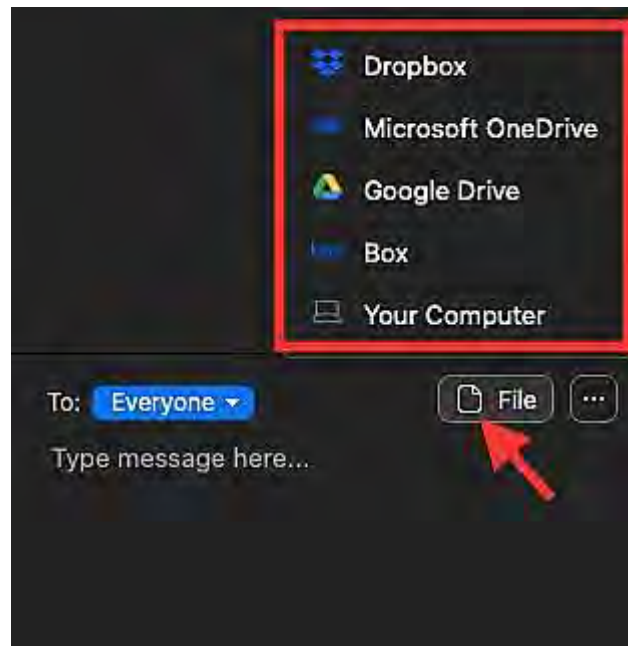 Dropbox
Microsoft OneDrive
Google Drive
Box
Your Computer
To: Everyone
File
Type message here...